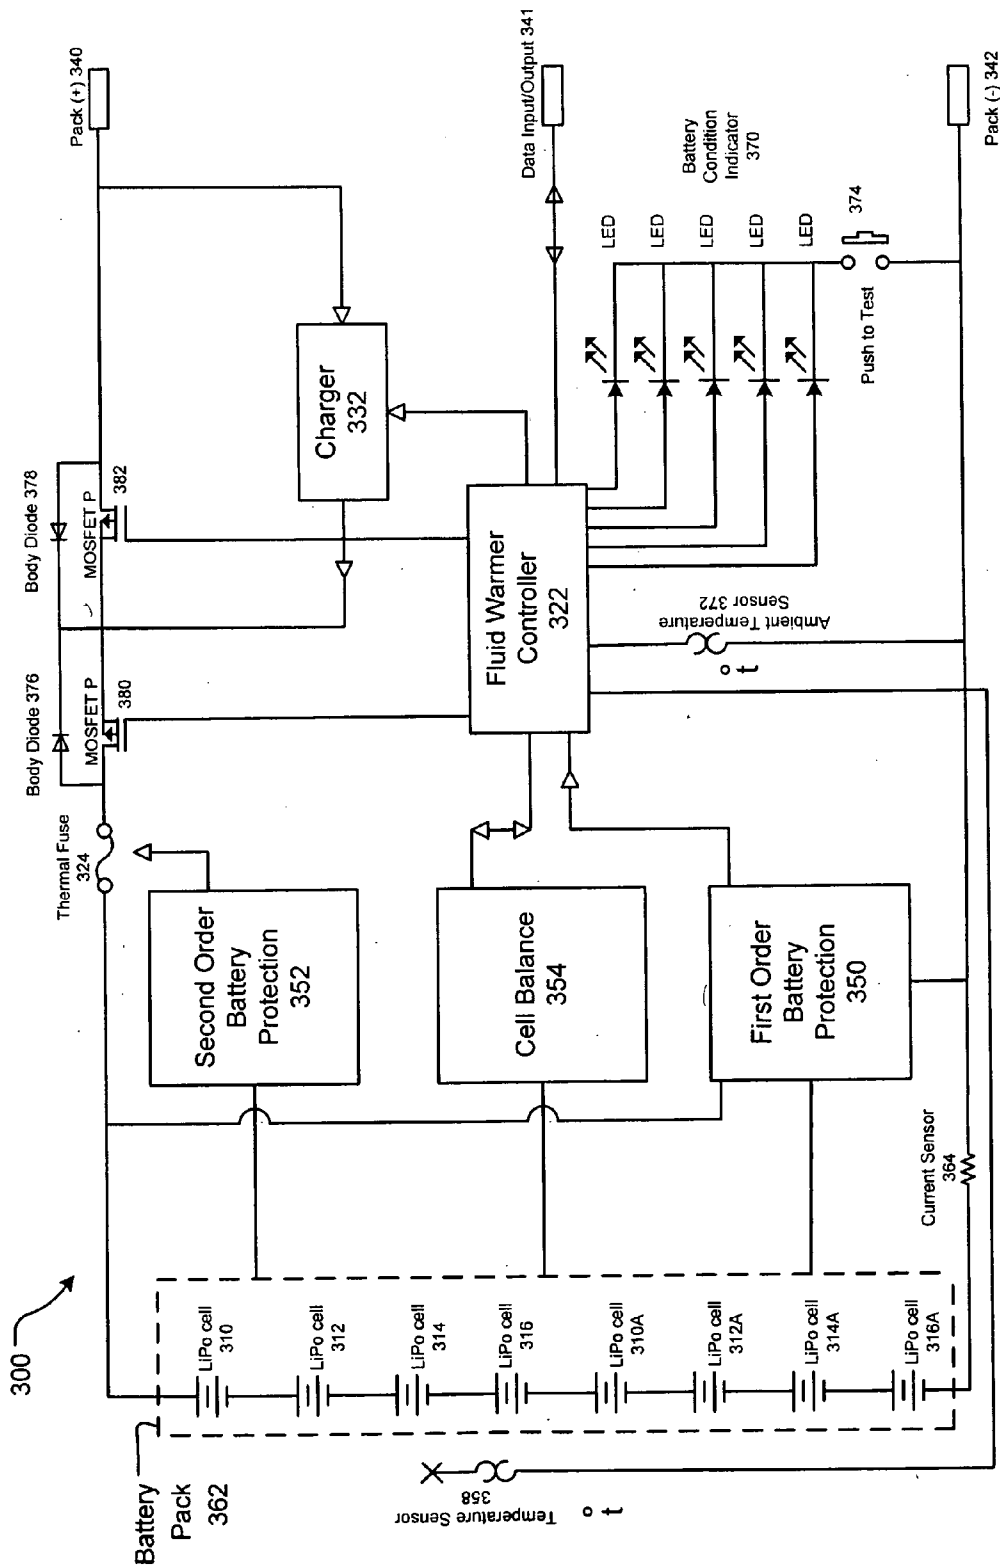 300
Battery
Pack
362
LiPo cell
310
LiPo cell
312
LiPo cell
314
LiPo cell
316
LiPo cell
310A
LiPo cell
312A
LiPo cell
314A
LiPo cell
316A
Temperature Sensor
358
° t
Thermal Fuse
324
Second Order
Battery
Protection
352
Cell Balance
354
First Order
Battery
Protection
350
Current Sensor
364
Body Diode 376
MOSFET P
380
Body Diode 378
MOSFET P
382
Fluid Warmer
Controller
322
Ambient Temperature
Sensor 372
° t
Charger
332
LED
LED
LED
LED
LED
Battery
Condition
Indicator
370
374
Push to Test
Pack (+) 340
Data Input/Output 341
Pack (-) 342